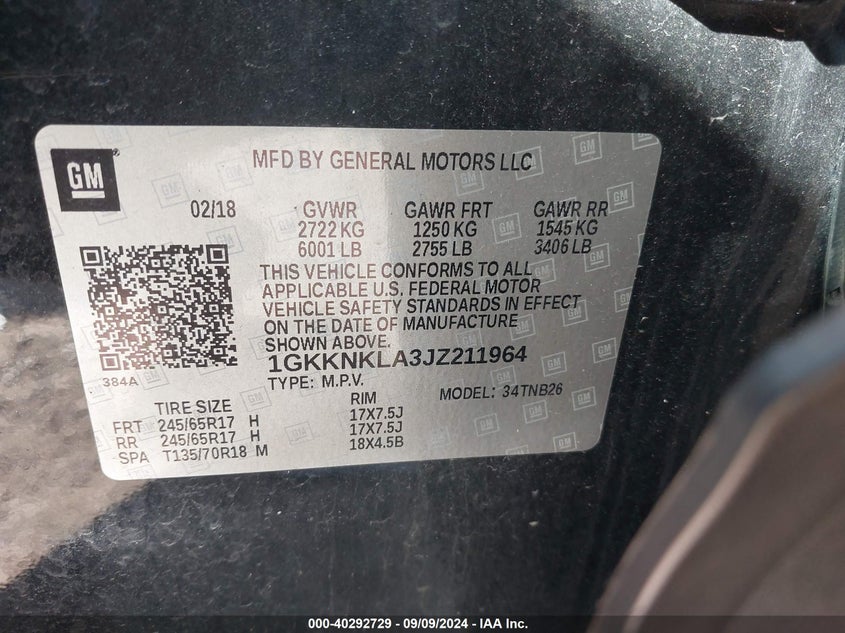 GM
MFD BY GENERAL MOTORS LLC
02/18 GVWR GAWR FRT GAWR RR
2722 KG 1250 KG 1545 KG
6001 LB 2755 LB 3406 LB
THIS VEHICLE CONFORMS TO ALL
APPLICABLE U.S. FEDERAL MOTOR
VEHICLE SAFETY STANDARDS IN EFFECT
ON THE DATE OF MANUFACTURE
SHOWN ABOVE.
1GKKNKLA3JZ211964
384A TYPE: M.P.V. MODEL: 34TNB26
TIRE SIZE RIM
FRT 245/65R17 H 17X7.5J
RR 245/65R17 H 17X7.5J
SPA T135/70R18 M 18X4.5B
000-40292729 - 09/09/2024 - IAA Inc.